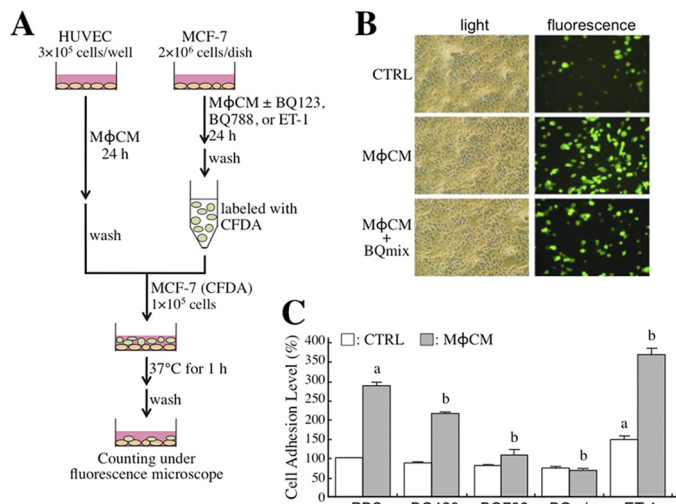 A
HUVEC
3×10⁵ cells/well
MCF-7
2×10⁶ cells/dish
MϕCM
24 h
MϕCM ± BQ123,
BQ788, or ET-1
24 h
wash
labeled with
CFDA
wash
MCF-7 (CFDA)
1×10⁵ cells
37°C for 1 h
wash
Counting under
fluorescence microscope
B
light
fluorescence
CTRL
MϕCM
MϕCM
+
BQmix
C
Cell Adhesion Level (%)
400
350
300
250
200
150
100
50
0
: CTRL
: MϕCM
a
b
b
b
a
b